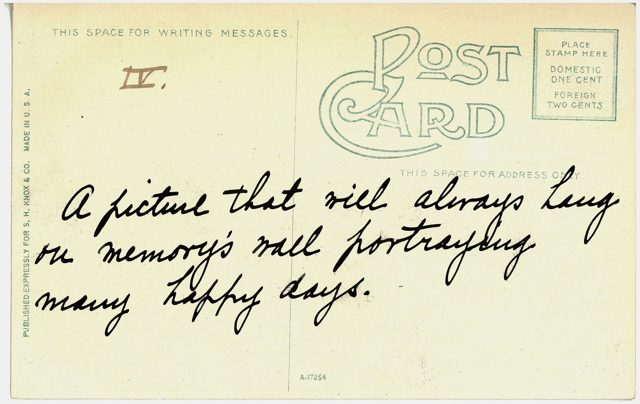 THIS SPACE FOR WRITING MESSAGES.
IV.
POST
CARD
PLACE
STAMP HERE
DOMESTIC
ONE CENT
FOREIGN
TWO CENTS
THIS SPACE FOR ADDRESS ONLY
A picture that will always hang
on memory's wall portraying
many happy days.
PUBLISHED EXPRESSLY FOR S. H. KNOX & CO. MADE IN U. S. A.
A-17254